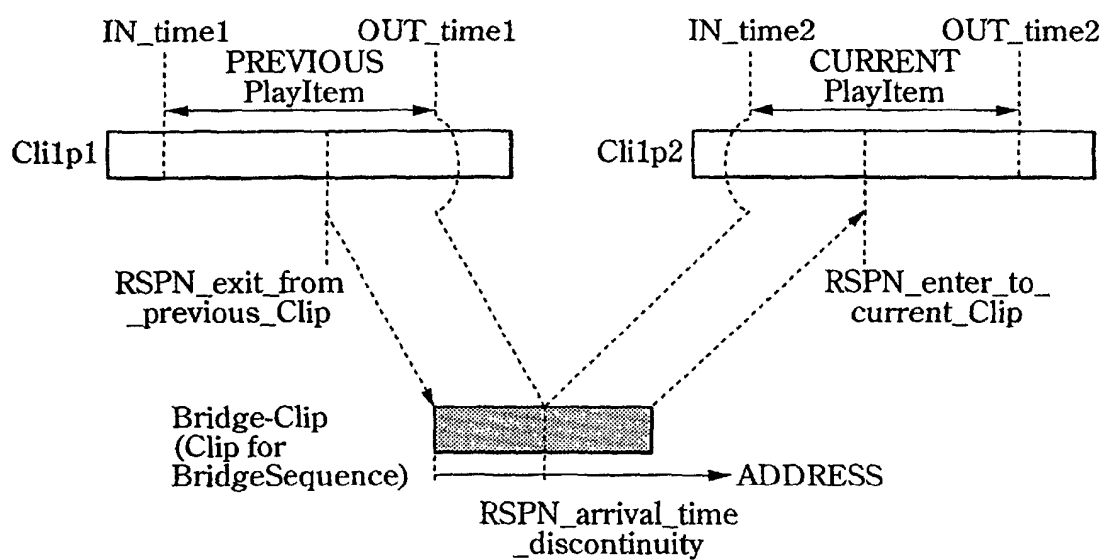 IN_time1
OUT_time1
IN_time2
OUT_time2
PREVIOUS
PlayItem
CURRENT
PlayItem
Cli1p1
Cli1p2
RSPN_exit_from
_previous_Clip
RSPN_enter_to_
current_Clip
Bridge-Clip
(Clip for
BridgeSequence)
ADDRESS
RSPN_arrival_time
_discontinuity